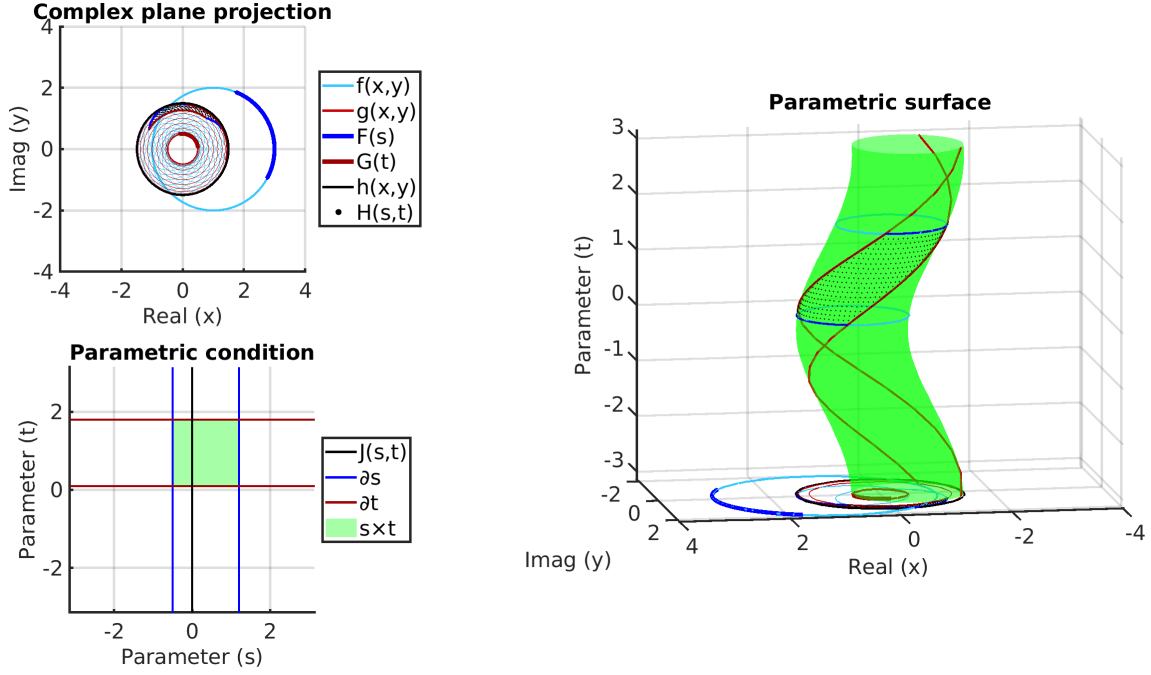 Complex plane projection
4
2
0
-2
-4
-4
-2
0
2
4
Imag (y)
Real (x)
f(x,y)
g(x,y)
F(s)
G(t)
h(x,y)
H(s,t)
Parametric condition
2
0
-2
-2
0
2
Parameter (t)
Parameter (s)
J(s,t)
∂s
∂t
s×t
Parametric surface
3
2
1
0
-1
-2
-3
Parameter (t)
-2
0
2
Imag (y)
4
2
0
-2
-4
Real (x)